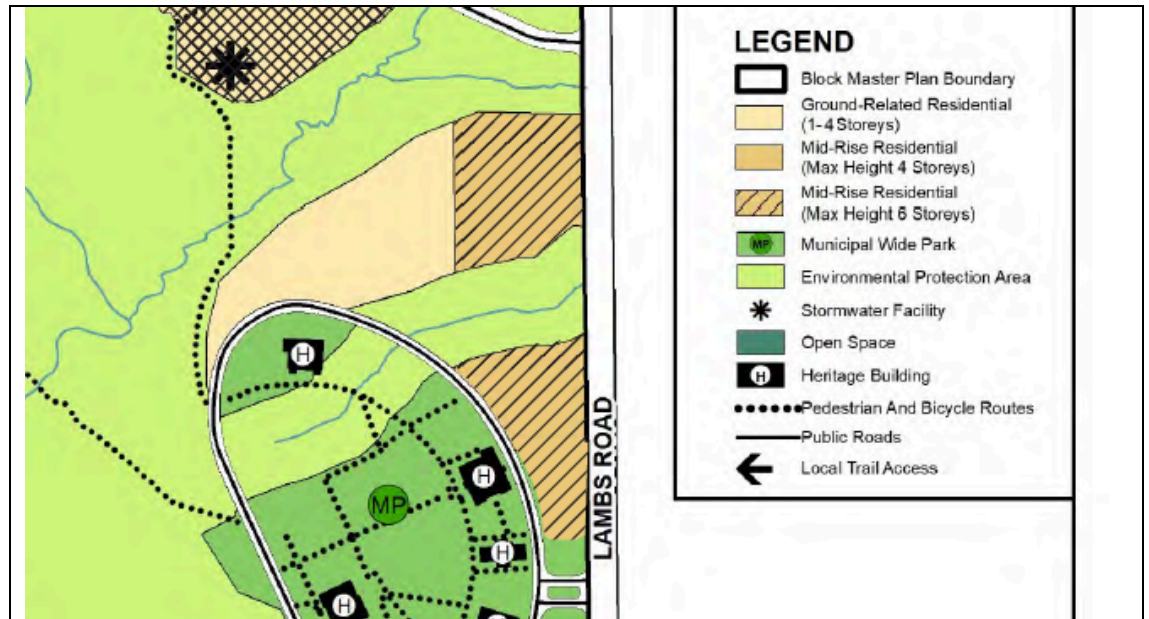 LEGEND
Block Master Plan Boundary
Ground-Related Residential
(1-4 Storeys)
Mid-Rise Residential
(Max Height 4 Storeys)
Mid-Rise Residential
(Max Height 6 Storeys)
MP Municipal Wide Park
Environmental Protection Area
Stormwater Facility
Open Space
H Heritage Building
Pedestrian And Bicycle Routes
Public Roads
Local Trail Access
LAMBS ROAD
H
H
MP
H
H
H